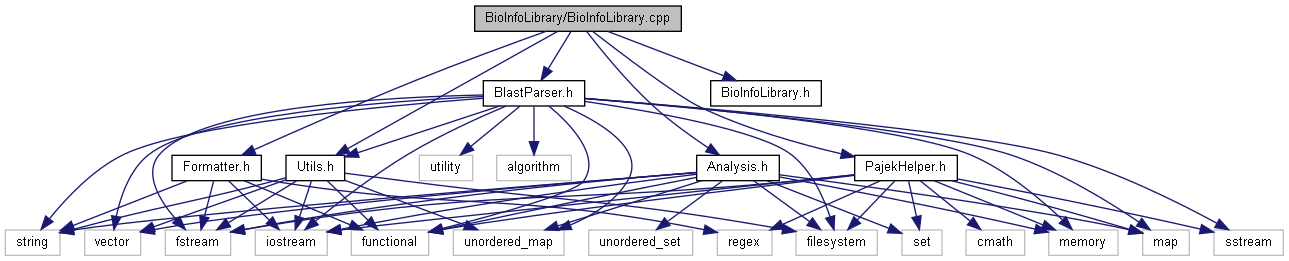 BioInfoLibrary/BioInfoLibrary.cpp
BlastParser.h
BioInfoLibrary.h
Formatter.h
Utils.h
utility
algorithm
Analysis.h
PajekHelper.h
string
vector
fstream
iostream
functional
unordered_map
unordered_set
regex
filesystem
set
cmath
memory
map
sstream